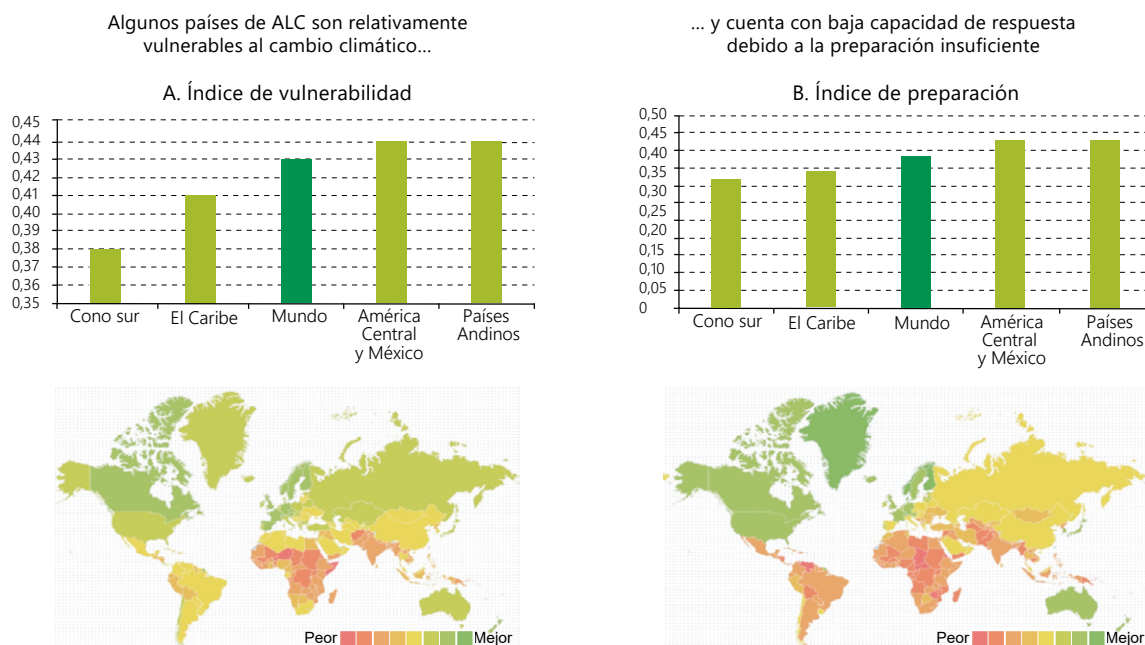 Algunos países de ALC son relativamente
vulnerables al cambio climático...
A. Índice de vulnerabilidad
0,45
0,44
0,43
0,41
0,40
0,38
0,37
0,36
0,35
Cono sur
El Caribe
Mundo
América
Central
y México
Países
Andinos
Peor
Mejor
... y cuenta con baja capacidad de respuesta
debido a la preparación insuficiente
B. Índice de preparación
0,50
0,45
0,40
0,35
0,30
0,25
0,20
0,15
0,10
0,05
0
Cono sur
El Caribe
Mundo
América
Central
y México
Países
Andinos
Peor
Mejor